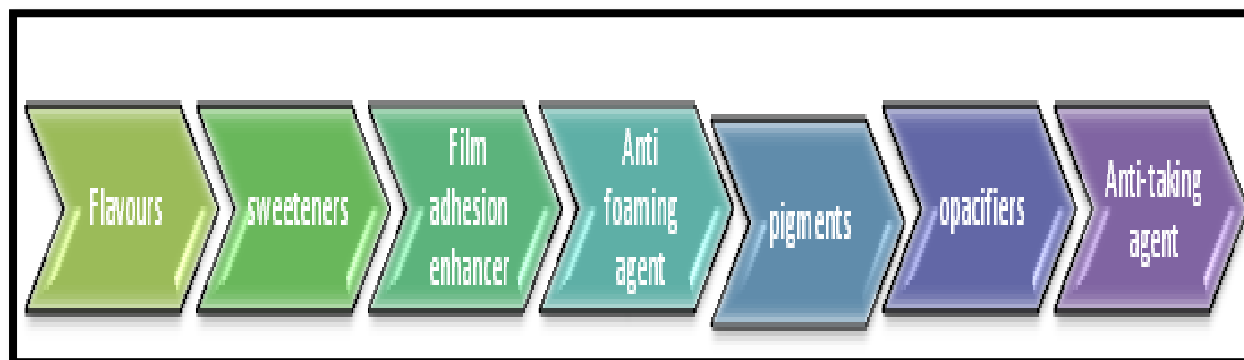 Flavours
sweeteners
Film
adhesion
enhancer
Anti
foaming
agent
pigments
opacifiers
Anti-taking
agent